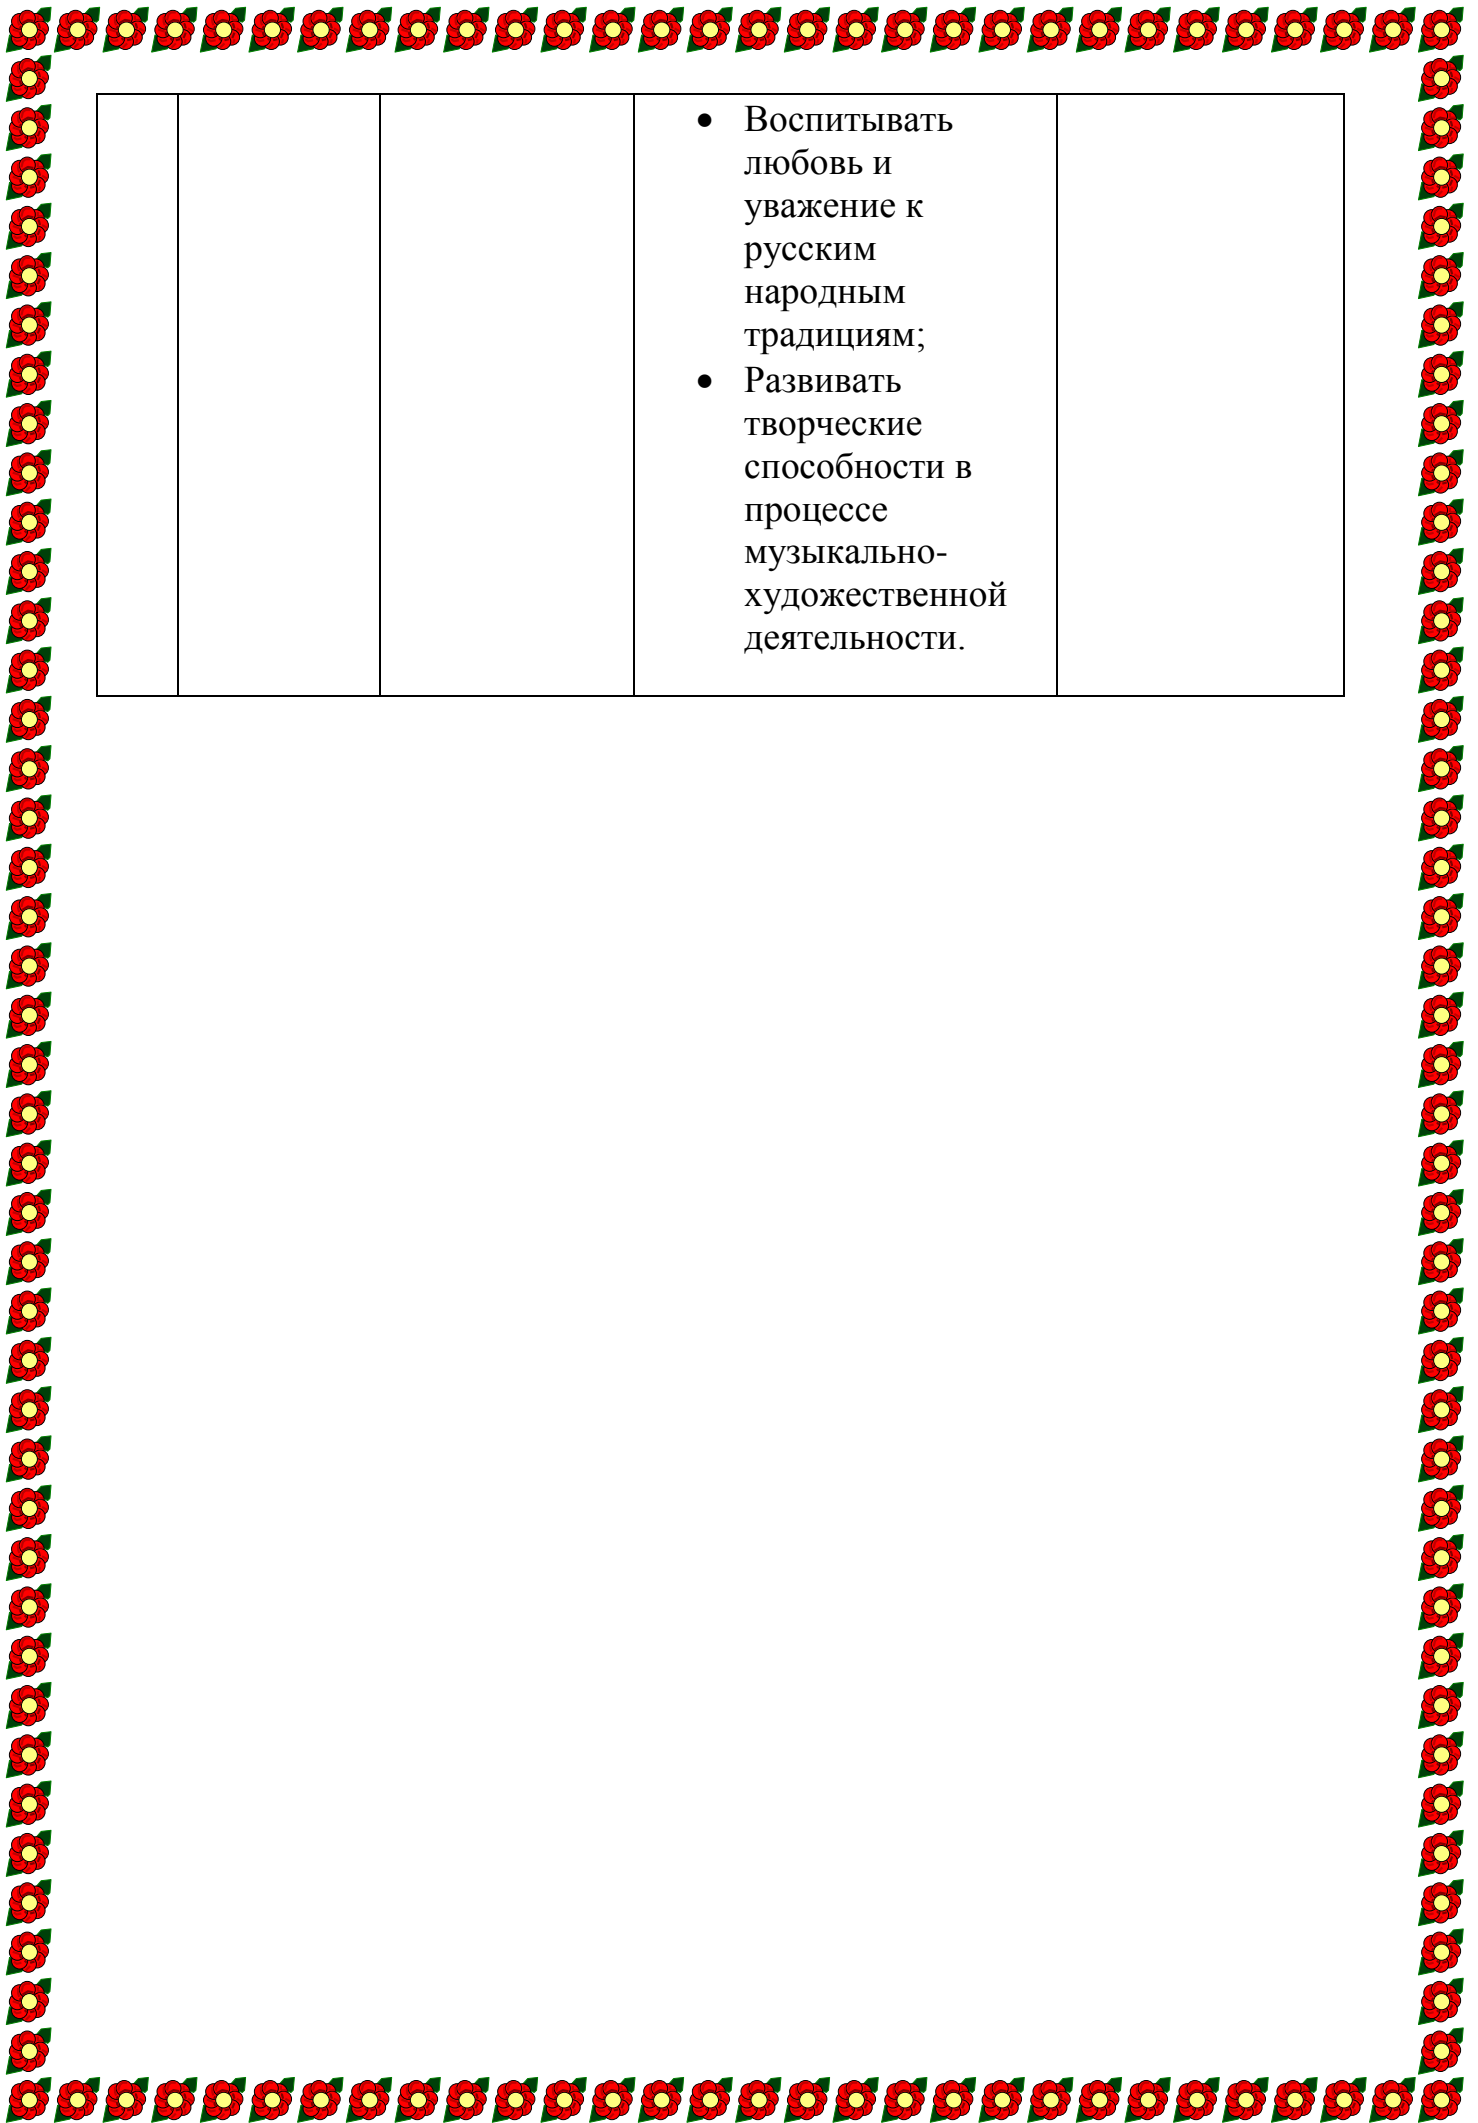 • Воспитывать
любовь и
уважение к
русским
народным
традициям;
• Развивать
творческие
способности в
процессе
музыкально-
художественной
деятельности.